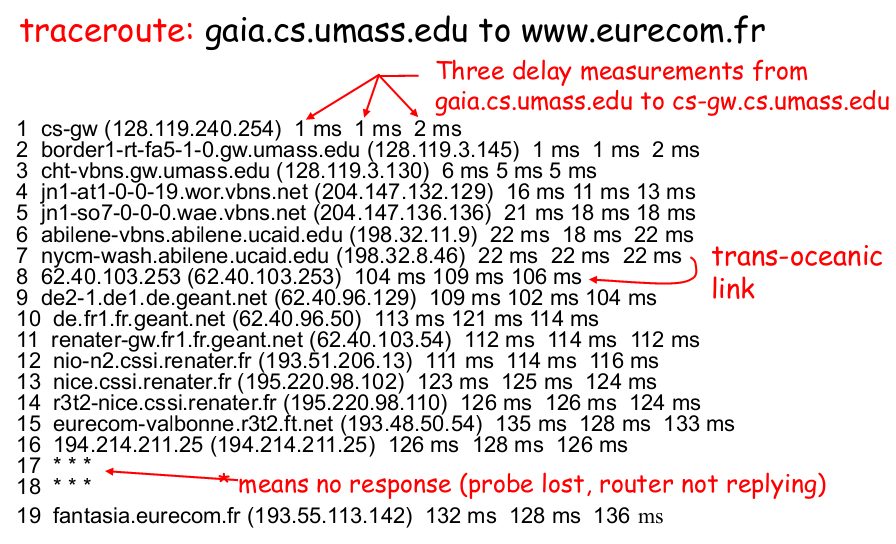 traceroute: gaia.cs.umass.edu to www.eurecom.fr
Three delay measurements from
gaia.cs.umass.edu to cs-gw.cs.umass.edu
1 cs-gw (128.119.240.254) 1 ms 1 ms 2 ms
2 border1-rt-fa5-1-0.gw.umass.edu (128.119.3.145) 1 ms 1 ms 2 ms
3 cht-vbns.gw.umass.edu (128.119.3.130) 6 ms 5 ms 5 ms
4 jn1-at1-0-0-19.wor.vbns.net (204.147.132.129) 16 ms 11 ms 13 ms
5 jn1-so7-0-0-0.wae.vbns.net (204.147.136.136) 21 ms 18 ms 18 ms
6 abilene-vbns.abilene.ucaid.edu (198.32.11.9) 22 ms 18 ms 22 ms
7 nycm-wash.abilene.ucaid.edu (198.32.8.46) 22 ms 22 ms 22 ms
trans-oceanic
link
8 62.40.103.253 (62.40.103.253) 104 ms 109 ms 106 ms
9 de2-1.de1.de.geant.net (62.40.96.129) 109 ms 102 ms 104 ms
10 de.fr1.fr.geant.net (62.40.96.50) 113 ms 121 ms 114 ms
11 renater-gw.fr1.fr.geant.net (62.40.103.54) 112 ms 114 ms 112 ms
12 nio-n2.cssi.renater.fr (193.51.206.13) 111 ms 114 ms 116 ms
13 nice.cssi.renater.fr (195.220.98.102) 123 ms 125 ms 124 ms
14 r3t2-nice.cssi.renater.fr (195.220.98.110) 126 ms 126 ms 124 ms
15 eurecom-valbonne.r3t2.ft.net (193.48.50.54) 135 ms 128 ms 133 ms
16 194.214.211.25 (194.214.211.25) 126 ms 128 ms 126 ms
17 * * *
18 * * *
* means no response (probe lost, router not replying)
19 fantasia.eurecom.fr (193.55.113.142) 132 ms 128 ms 136 ms